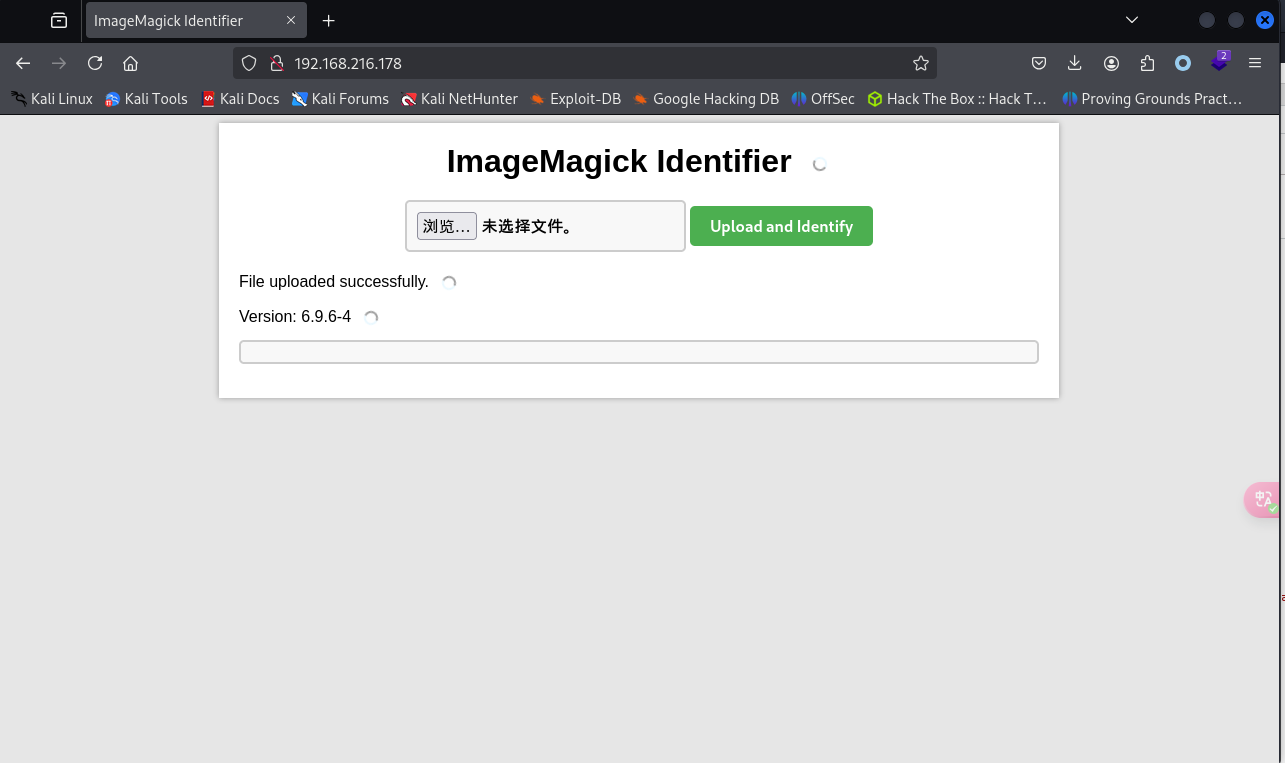 ImageMagick Identifier
192.168.216.178
2
Kali Linux Kali Tools Kali Docs Kali Forums Kali NetHunter Exploit-DB Google Hacking DB OffSec Hack The Box :: Hack T… Proving Grounds Pract…
ImageMagick Identifier
浏览… 未选择文件。 Upload and Identify
File uploaded successfully.
Version: 6.9.6-4